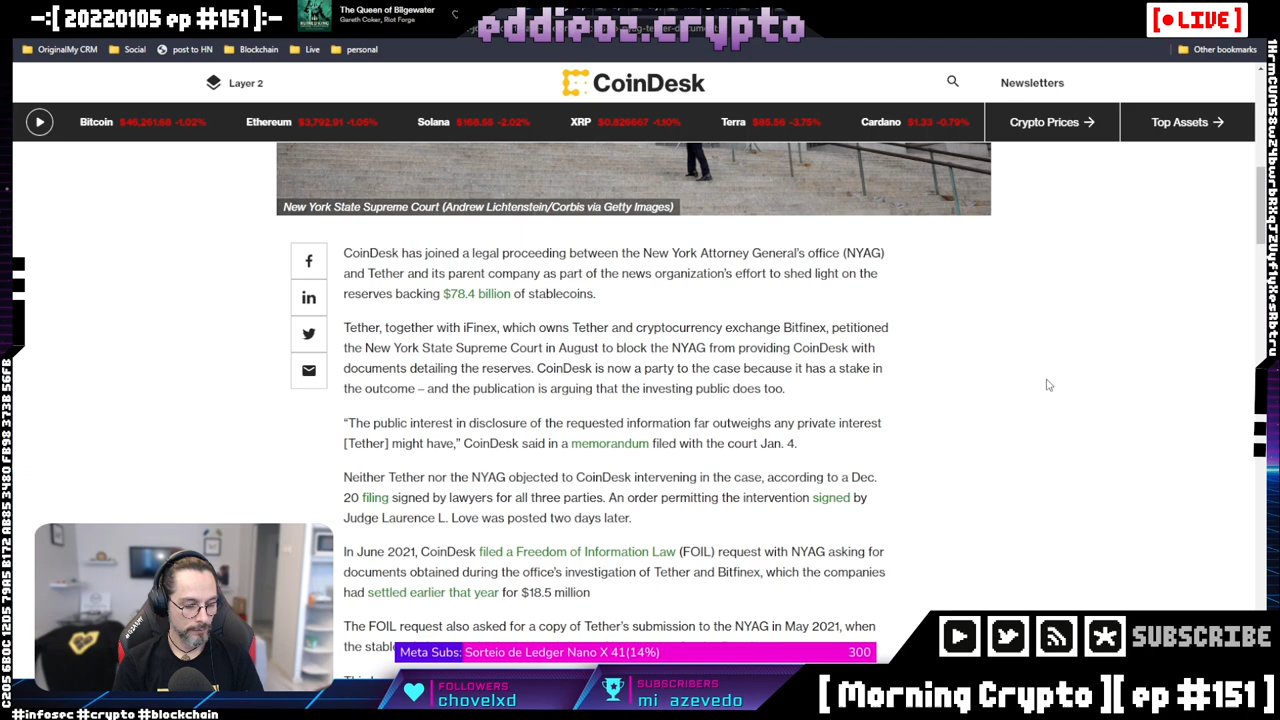 -:[ 20220105 ep #151 ]:-
The Queen of Bilgewater
Gareth Coker, Riot Forge
eddieoz.crypto
[● LIVE]
OriginalMy CRM
Social
post to HN
Blockchain
Live
personal
Other bookmarks
Layer 2
CoinDesk
Newsletters
Bitcoin $46,261.66 -1.02%
Ethereum $3,792.91 -1.05%
Solana $168.55 -2.02%
XRP $0.826667 -1.10%
Terra $85.56 -3.75%
Cardano $1.33 -0.79%
Crypto Prices →
Top Assets →
New York State Supreme Court (Andrew Lichtenstein/Corbis via Getty Images)
CoinDesk has joined a legal proceeding between the New York Attorney General's office (NYAG)
and Tether and its parent company as part of the news organization's effort to shed light on the
reserves backing $78.4 billion of stablecoins.
Tether, together with iFinex, which owns Tether and cryptocurrency exchange Bitfinex, petitioned
the New York State Supreme Court in August to block the NYAG from providing CoinDesk with
documents detailing the reserves. CoinDesk is now a party to the case because it has a stake in
the outcome – and the publication is arguing that the investing public does too.
“The public interest in disclosure of the requested information far outweighs any private interest
[Tether] might have,” CoinDesk said in a memorandum filed with the court Jan. 4.
Neither Tether nor the NYAG objected to CoinDesk intervening in the case, according to a Dec.
20 filing signed by lawyers for all three parties. An order permitting the intervention signed by
Judge Laurence L. Love was posted two days later.
In June 2021, CoinDesk filed a Freedom of Information Law (FOIL) request with NYAG asking for
documents obtained during the office's investigation of Tether and Bitfinex, which the companies
had settled earlier that year for $18.5 million
The FOIL request also asked for a copy of Tether's submission to the NYAG in May 2021, when
the
Meta Subs: Sorteio de Ledger Nano X 41(14%)
300
FOLLOWERS
chovelxd
SUBSCRIBERS
mi_azevedo
SUBSCRIBE
[ Morning Crypto ][ ep #151 ]
#infosec #crypto #blockchain